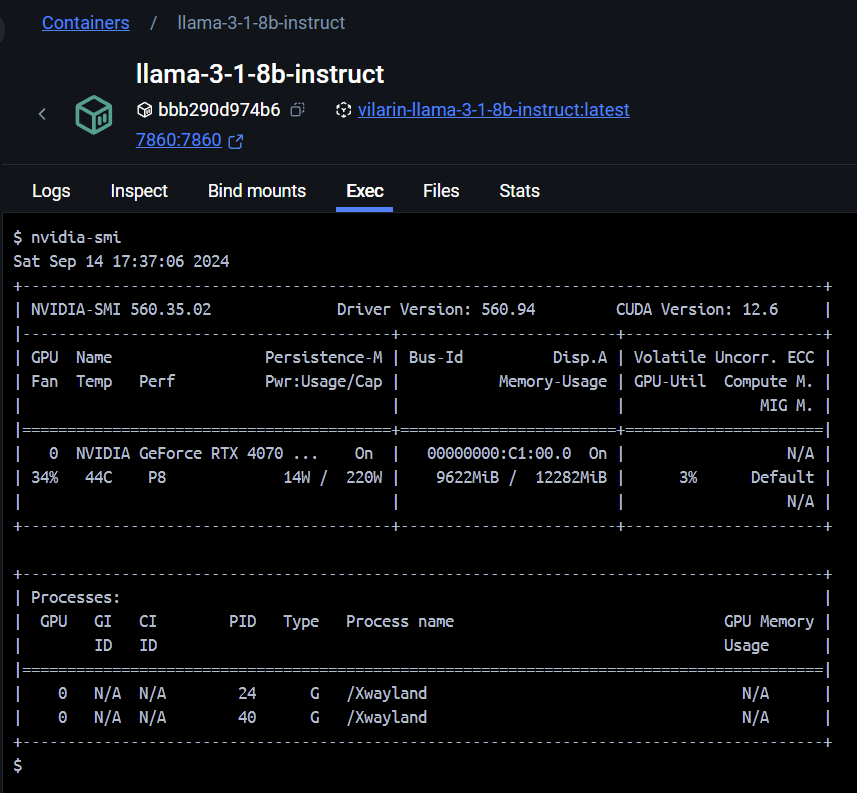 Containers / llama-3-1-8b-instruct
llama-3-1-8b-instruct
bbb290d974b6 vilarin-llama-3-1-8b-instruct:latest
7860:7860
Logs Inspect Bind mounts Exec Files Stats
$ nvidia-smi
Sat Sep 14 17:37:06 2024
+-----------------------------------------------------------------------------------------+
| NVIDIA-SMI 560.35.02              Driver Version: 560.94         CUDA Version: 12.6     |
|-----------------------------------------+------------------------+----------------------+
| GPU  Name                 Persistence-M | Bus-Id          Disp.A | Volatile Uncorr. ECC |
| Fan  Temp   Perf          Pwr:Usage/Cap |           Memory-Usage | GPU-Util  Compute M. |
|                                         |                        |               MIG M. |
|=========================================+========================+======================|
|   0  NVIDIA GeForce RTX 4070 ...    On  |   00000000:C1:00.0  On |                  N/A |
| 34%   44C    P8             14W /  220W |    9622MiB /  12282MiB |      3%      Default |
|                                         |                        |                  N/A |
+-----------------------------------------+------------------------+----------------------+
+-----------------------------------------------------------------------------------------+
| Processes:                                                                              |
|  GPU   GI   CI        PID   Type   Process name                              GPU Memory |
|        ID   ID                                                               Usage      |
|=========================================================================================|
|    0   N/A  N/A        24      G   /Xwayland                                   N/A      |
|    0   N/A  N/A        40      G   /Xwayland                                   N/A      |
+-----------------------------------------------------------------------------------------+
$